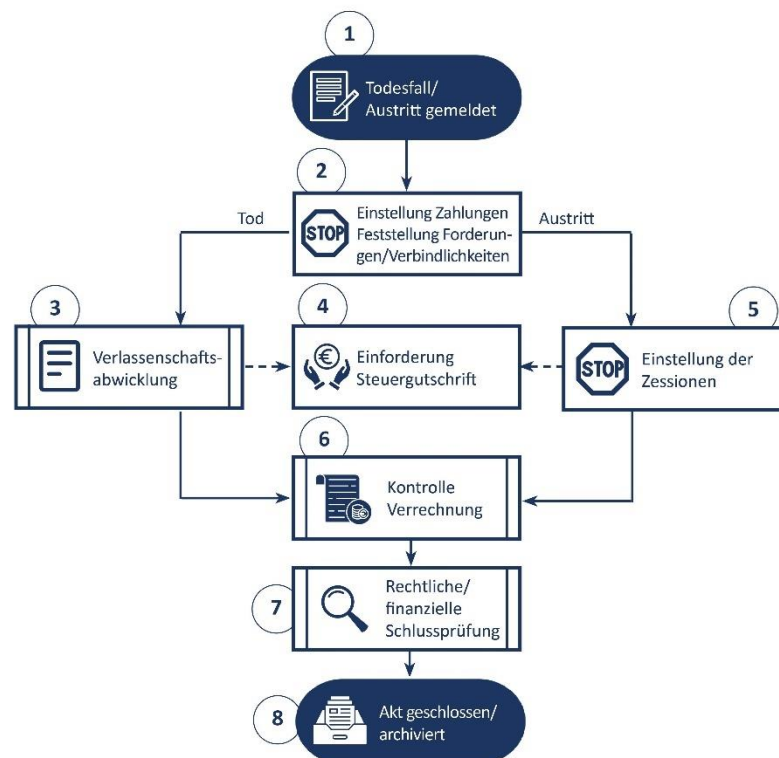 1
Todesfall/
Austritt gemeldet
2
STOP
Einstellung Zahlungen
Feststellung Forderun-
gen/Verbindlichkeiten
Tod
Austritt
3
Verlassenschafts-
abwicklung
4
€
Einforderung
Steuergutschrift
5
STOP
Einstellung der
Zessionen
6
Kontrolle
Verrechnung
7
Rechtliche/
finanzielle
Schlussprüfung
8
Akt geschlossen/
archiviert